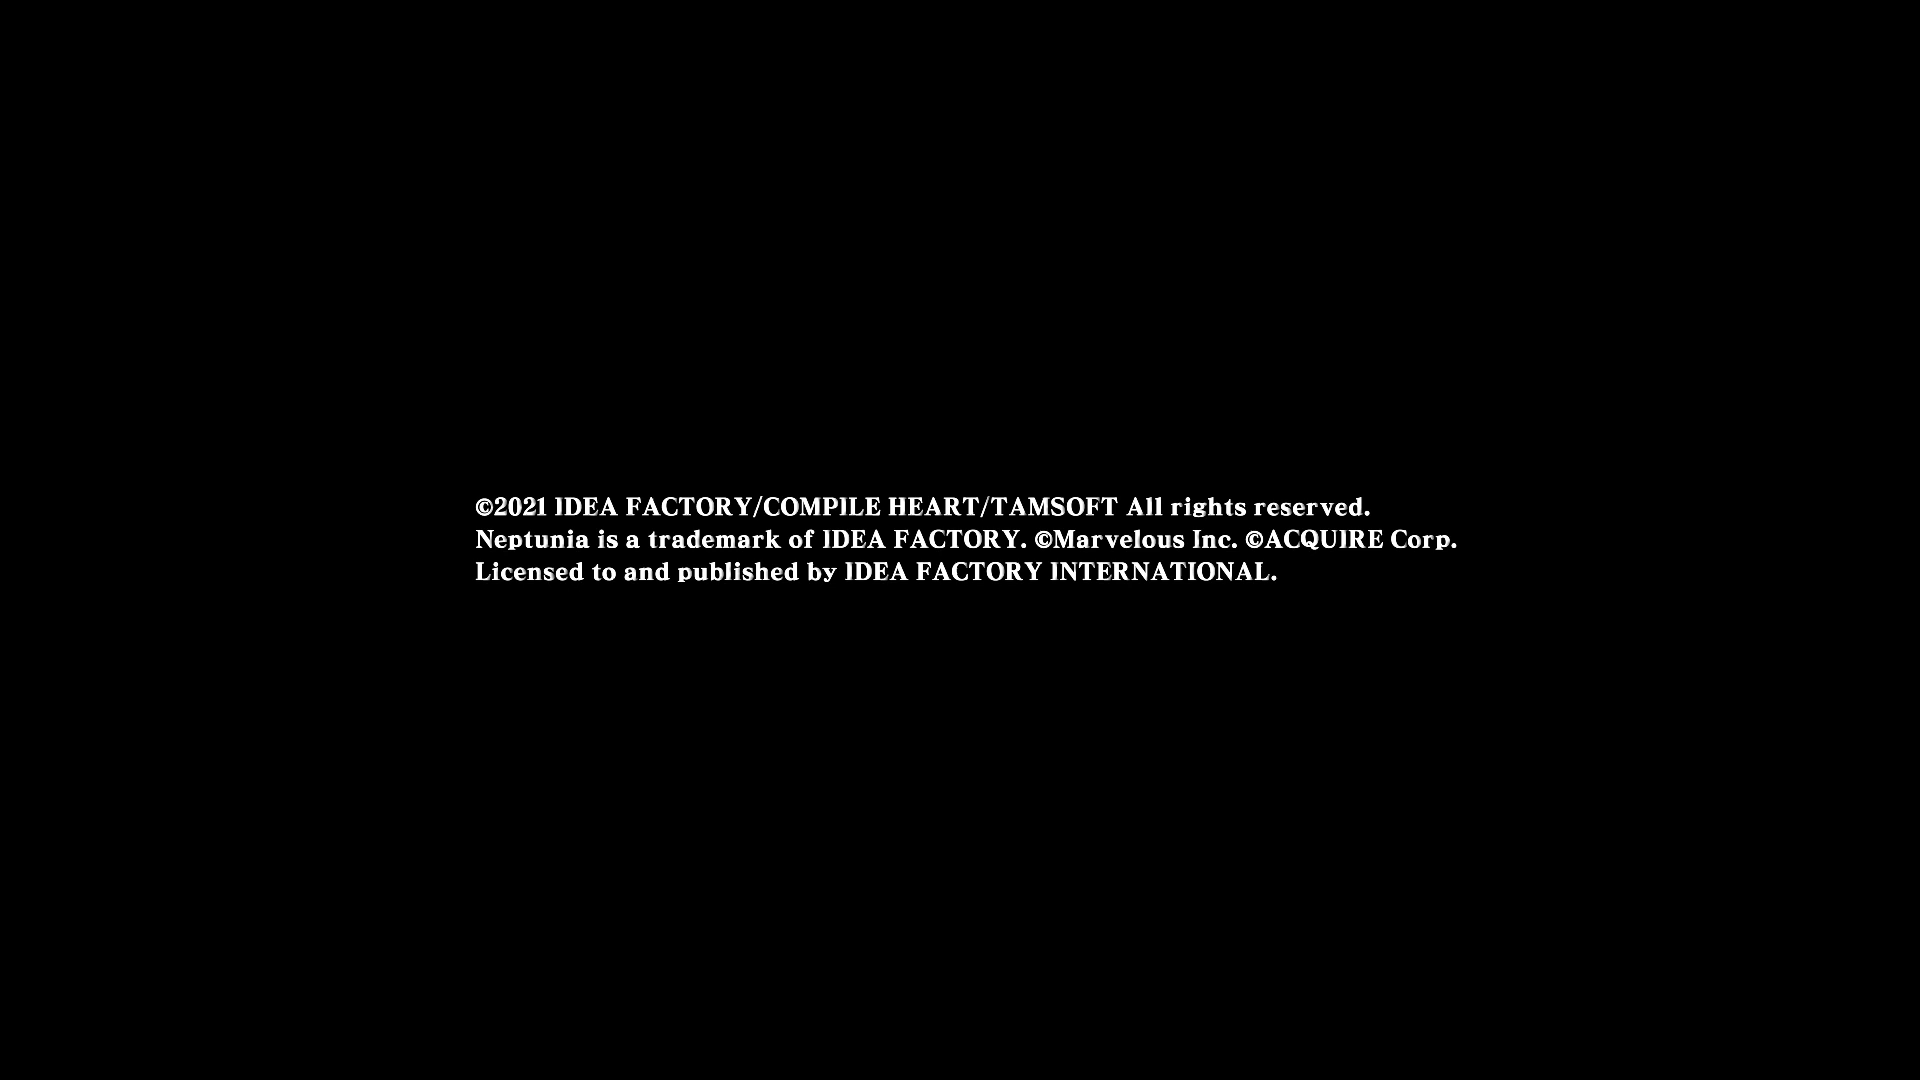 ©2021 IDEA FACTORY/COMPILE HEART/TAMSOFT All rights reserved.
Neptunia is a trademark of IDEA FACTORY. ©Marvelous Inc. ©ACQUIRE Corp.
Licensed to and published by IDEA FACTORY INTERNATIONAL.